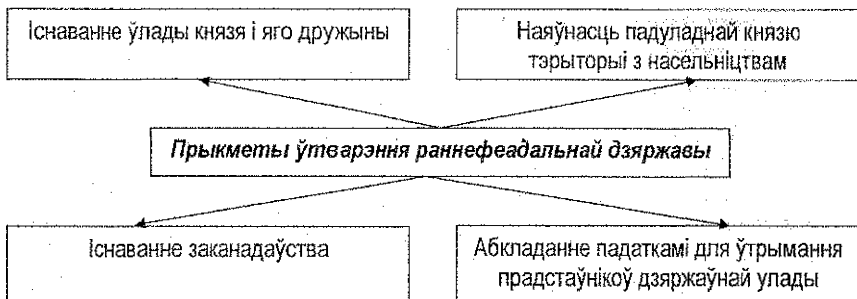 Існаванне ўлады князя і яго дружыны
Наяўнасць падуладнай князю
тэрыторыі з насельніцтвам
Прыкметы ўтварэння раннефеадальнай дзяржавы
Існаванне заканадаўства
Абкладанне падаткамі для ўтрымання
прадстаўнікоў дзяржаўнай улады